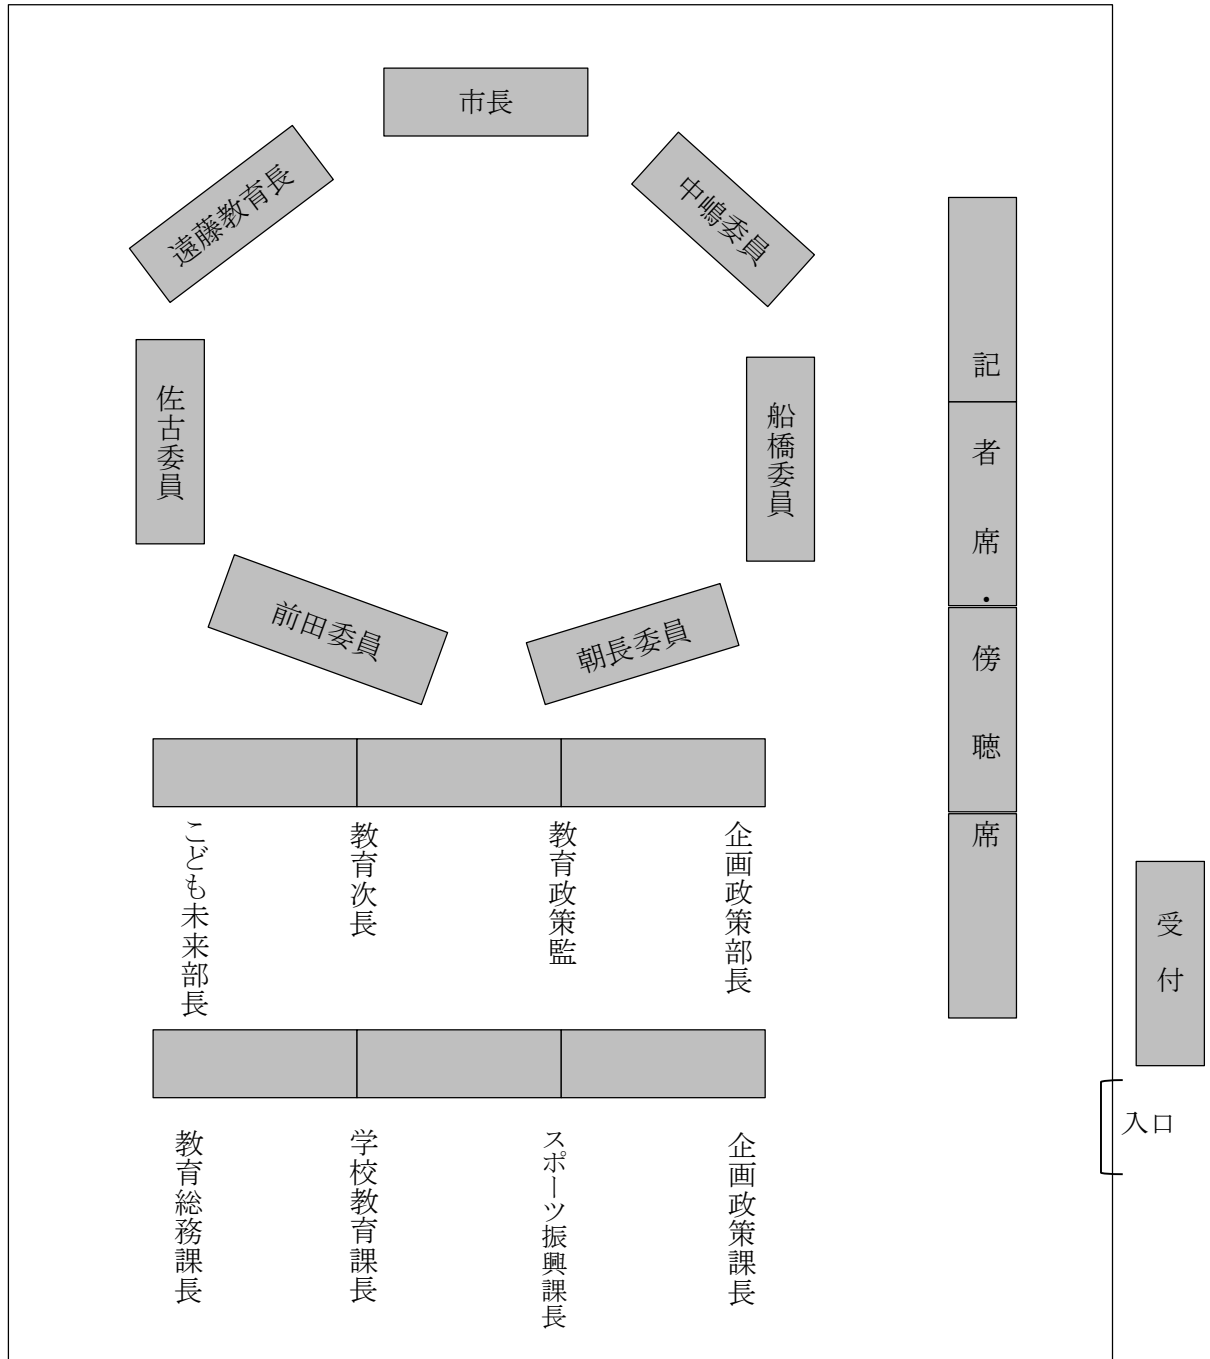 市長
遠藤教育長
中嶋委員
佐古委員
船橋委員
前田委員
朝長委員
記者席・傍聴席
こども未来部長
教育次長
教育政策監
企画政策部長
受付
入口
教育総務課長
学校教育課長
スポーツ振興課長
企画政策課長